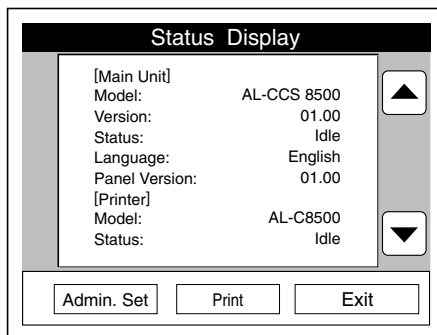 Status Display
[Main Unit]
Model: AL-CCS 8500
Version: 01.00
Status: Idle
Language: English
Panel Version: 01.00
[Printer]
Model: AL-C8500
Status: Idle
Admin. Set Print Exit